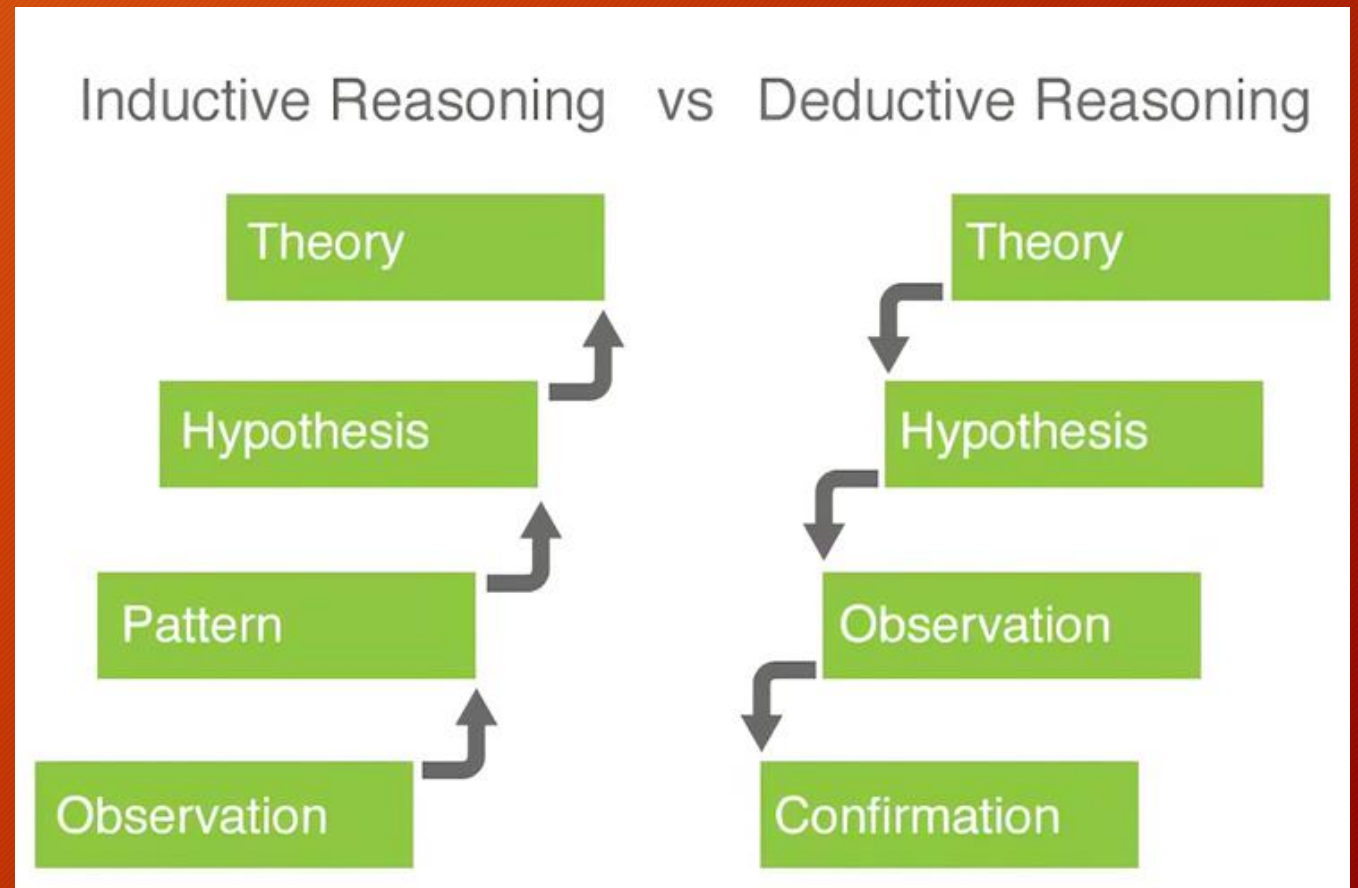 Inductive Reasoning vs Deductive Reasoning
Theory
Hypothesis
Pattern
Observation
Theory
Hypothesis
Observation
Confirmation